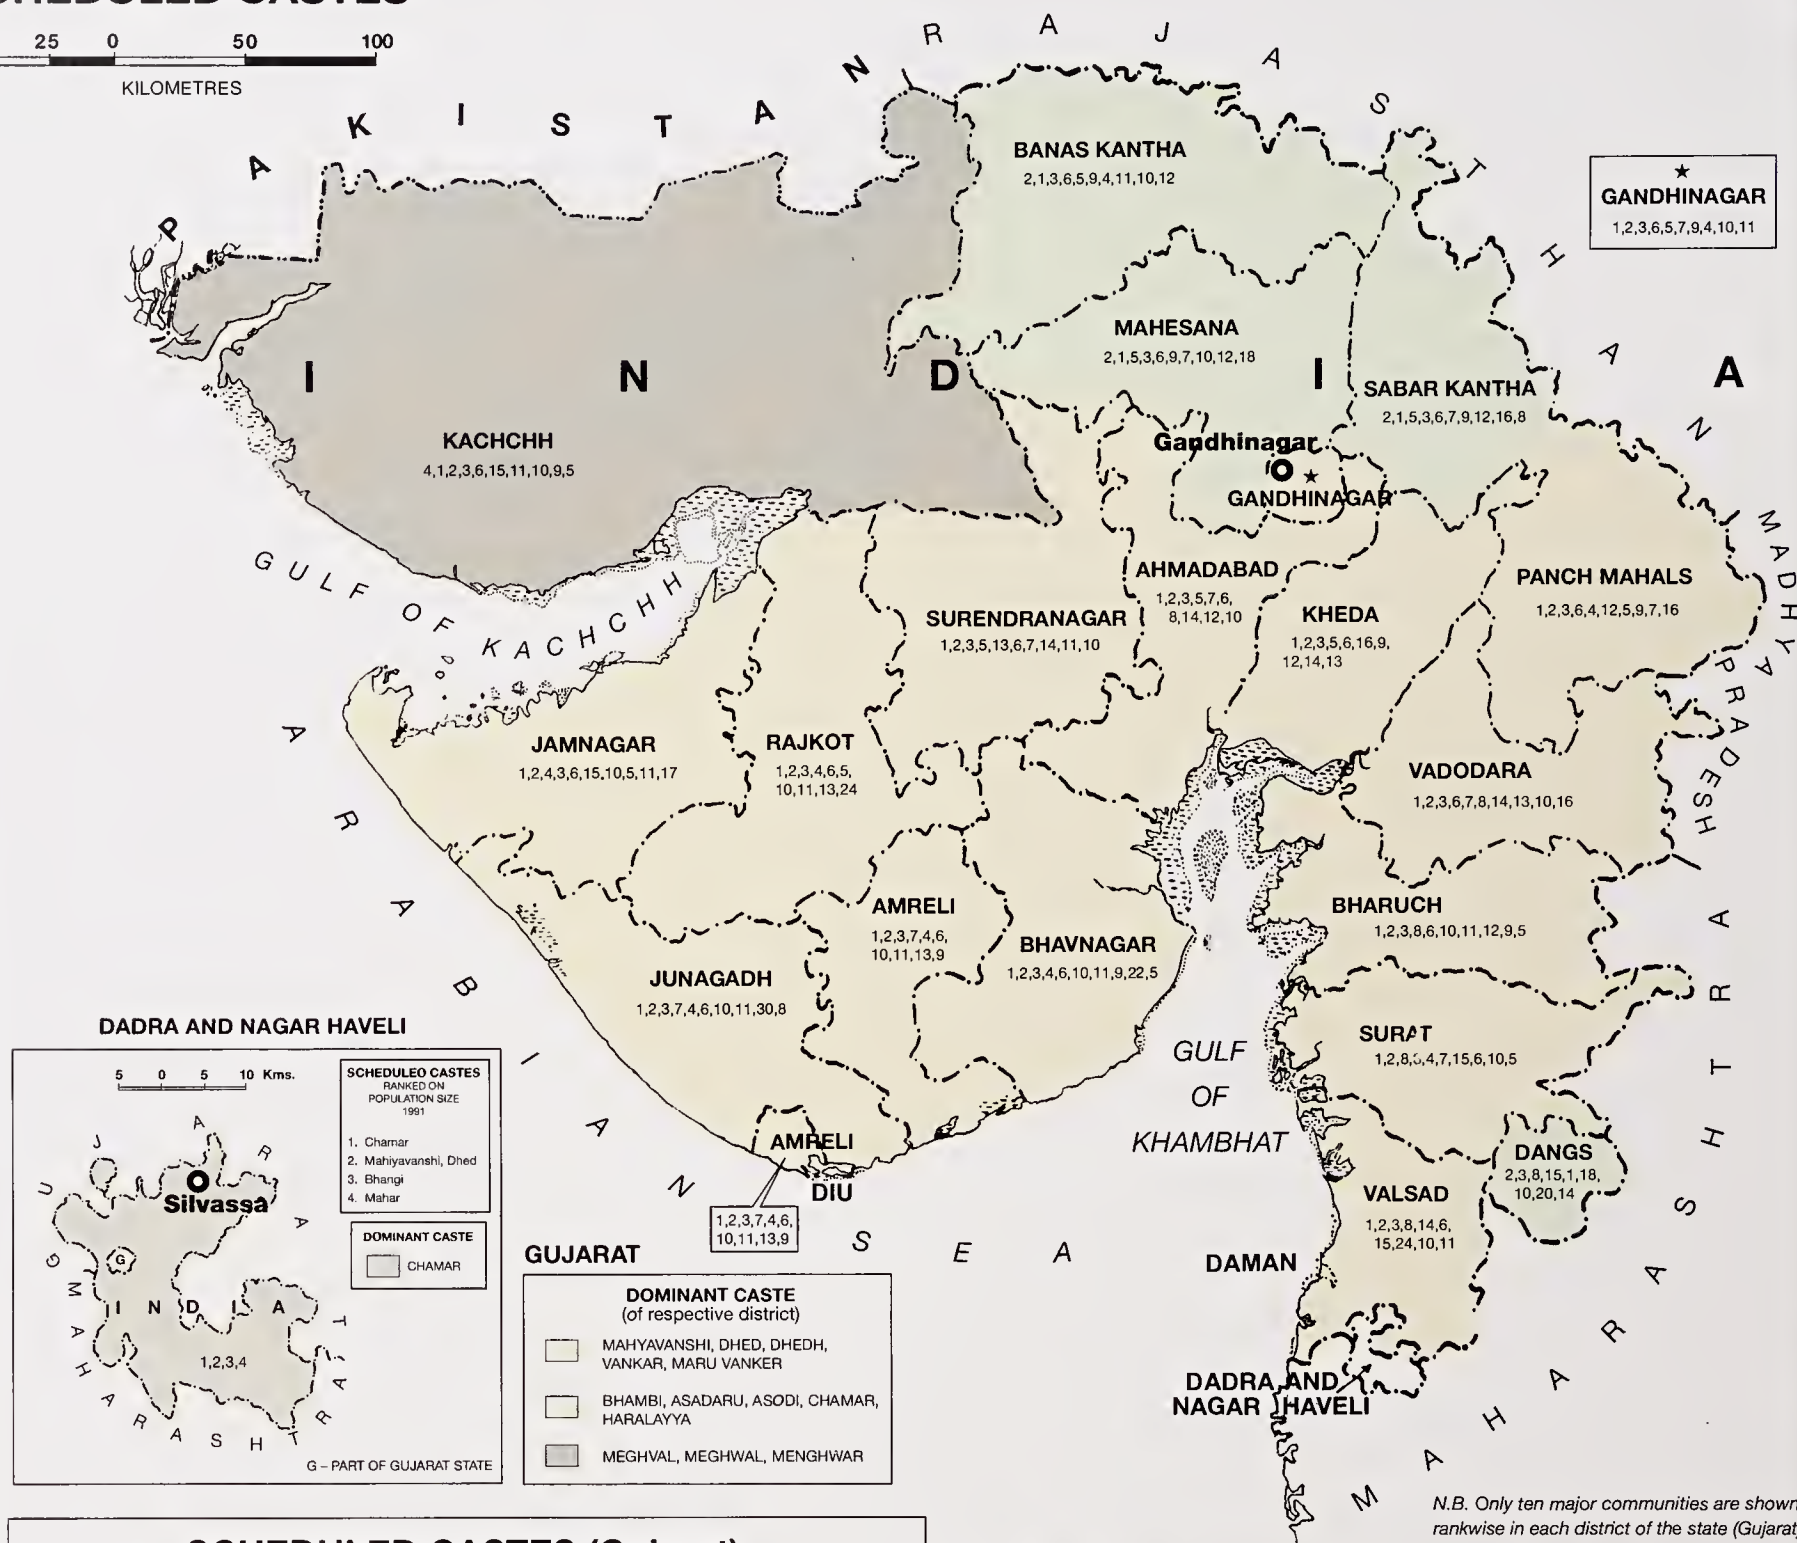 SCHEDULED CASTES
25 0 50 100
KILOMETRES
PAKISTAN
RAJASTHAN
INDIA
BANAS KANTHA
2,1,3,6,5,9,4,11,10,12
★
GANDHINAGAR
1,2,3,6,5,7,9,4,10,11
MAHESANA
2,1,5,3,6,9,7,10,12,18
SABAR KANTHA
2,1,5,3,6,7,9,12,16,8
KACHCHH
4,1,2,3,6,15,11,10,9,5
Gandhinagar
★
GANDHINAGAR
GULF OF KACHCHH
AHMADABAD
1,2,3,5,7,6,
8,14,12,10
PANCH MAHALS
1,2,3,6,4,12,5,9,7,16
MADHYA PRADESH
SURENDRANAGAR
1,2,3,5,13,6,7,14,11,10
KHEDA
1,2,3,5,6,16,9,
12,14,13
JAMNAGAR
1,2,4,3,6,15,10,5,11,17
RAJKOT
1,2,3,4,6,5,
10,11,13,24
VADODARA
1,2,3,6,7,8,14,13,10,16
ARABIAN SEA
AMRELI
1,2,3,7,4,6,
10,11,13,9
BHAVNAGAR
1,2,3,4,6,10,11,9,22,5
BHARUCH
1,2,3,8,6,10,11,12,9,5
JUNAGADH
1,2,3,7,4,6,10,11,30,8
SURAT
1,2,8,3,4,7,15,6,10,5
GULF
OF
KHAMBHAT
MAHARASHTRA
AMRELI
DIU
1,2,3,7,4,6,
10,11,13,9
DANGS
2,3,8,15,1,18,
10,20,14
VALSAD
1,2,3,8,14,6,
15,24,10,11
DAMAN
DADRA AND
NAGAR HAVELI
DADRA AND NAGAR HAVELI
5 0 5 10 Kms.
SCHEDULEO CASTES
RANKED ON
POPULATION SIZE
1991
1. Chamar
2. Mahiyavanshi, Dhed
3. Bhangi
4. Mahar
GUJARAT
Silvassa
DOMINANT CASTE
CHAMAR
G
INDIA
1,2,3,4
MAHARASHTRA
G – PART OF GUJARAT STATE
GUJARAT
DOMINANT CASTE
(of respective district)
MAHYAVANSHI, DHED, DHEDH,
VANKAR, MARU VANKER
BHAMBI, ASADARU, ASODI, CHAMAR,
HARALAYYA
MEGHVAL, MEGHWAL, MENGHWAR
N.B. Only ten major communities are shown
rankwise in each district of the state (Gujarat)
SCHEDULED CASTES (Gujarat)